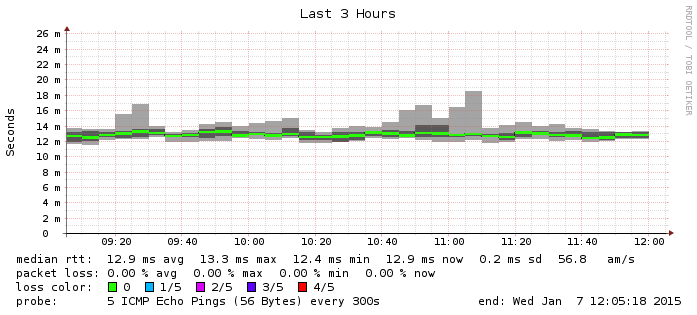 Last 3 Hours
RRDTOOL / TOBI OETIKER
Seconds
26 m
24 m
22 m
20 m
18 m
16 m
14 m
12 m
10 m
8 m
6 m
4 m
2 m
0
09:20 09:40 10:00 10:20 10:40 11:00 11:20 11:40 12:00
median rtt: 12.9 ms avg 13.3 ms max 12.4 ms min 12.9 ms now 0.2 ms sd 56.8 am/s
packet loss: 0.00 % avg 0.00 % max 0.00 % min 0.00 % now
loss color: 0 1/5 2/5 3/5 4/5
probe: 5 ICMP Echo Pings (56 Bytes) every 300s end: Wed Jan 7 12:05:18 2015